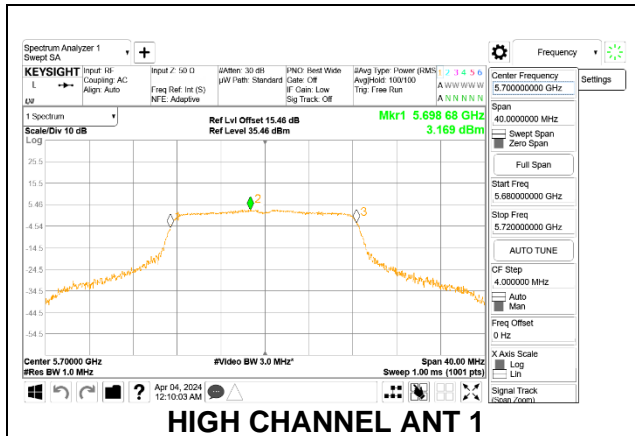 Spectrum Analyzer 1
Swept SA
Frequency
KEYSIGHT
L
Input: RF
Coupling: AC
Align: Auto
Input Z: 50 Ω
Freq Ref: Int (S)
NFE: Adaptive
#Atten: 30 dB
µW Path: Standard
PNO: Best Wide
Gate: Off
IF Gain: Low
Sig Track: Off
#Avg Type: Power (RMS
Avg|Hold: 100/100
Trig: Free Run
1 2 3 4 5 6
A W W W W W
A N N N N N
Center Frequency
5.700000000 GHz
Settings
Span
40.0000000 MHz
Swept Span
Zero Span
Full Span
Start Freq
5.680000000 GHz
Stop Freq
5.720000000 GHz
AUTO TUNE
CF Step
4.000000 MHz
Auto
Man
Freq Offset
0 Hz
X Axis Scale
Log
Lin
Signal Track
(Span Zoom)
1 Spectrum
Scale/Div 10 dB
Ref Lvl Offset 15.46 dB
Ref Level 35.46 dBm
Mkr1 5.698 68 GHz
3.169 dBm
Log
25.5
15.5
5.46
-4.54
-14.5
-24.5
-34.5
-44.5
-54.5
2
3
Center 5.70000 GHz
#Res BW 1.0 MHz
#Video BW 3.0 MHz*
Span 40.00 MHz
Sweep 1.00 ms (1001 pts)
?
Apr 04, 2024
12:10:03 AM
HIGH CHANNEL ANT 1